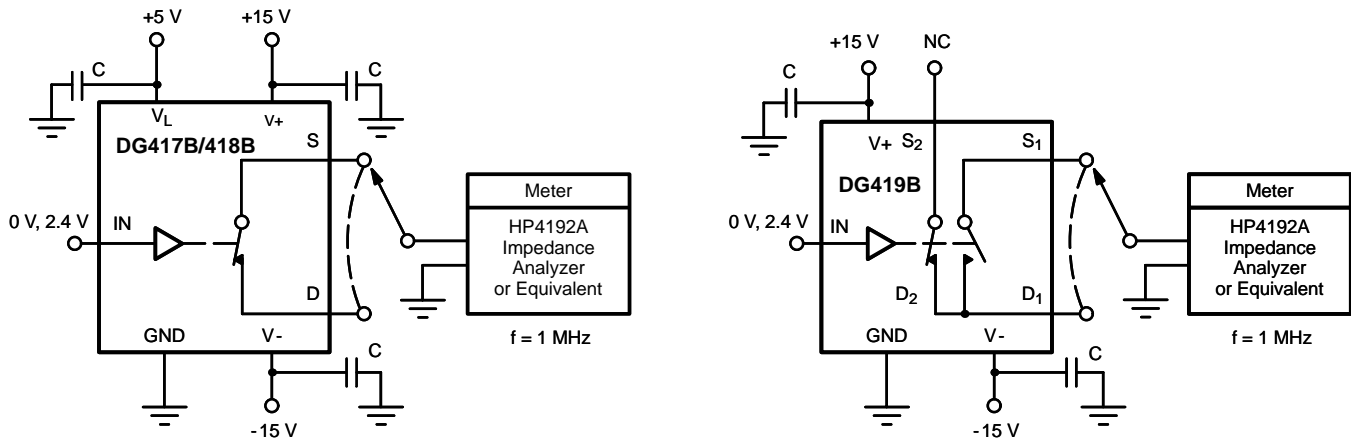 +5 V
+15 V
C
C
VL
V+
DG417B/418B
S
Meter
0 V, 2.4 V
IN
HP4192A
Impedance
Analyzer
or Equivalent
D
GND
V-
f = 1 MHz
C
-15 V
+15 V
NC
C
V+
S2
S1
DG419B
Meter
0 V, 2.4 V
IN
HP4192A
Impedance
Analyzer
or Equivalent
D2
D1
GND
V-
f = 1 MHz
C
-15 V